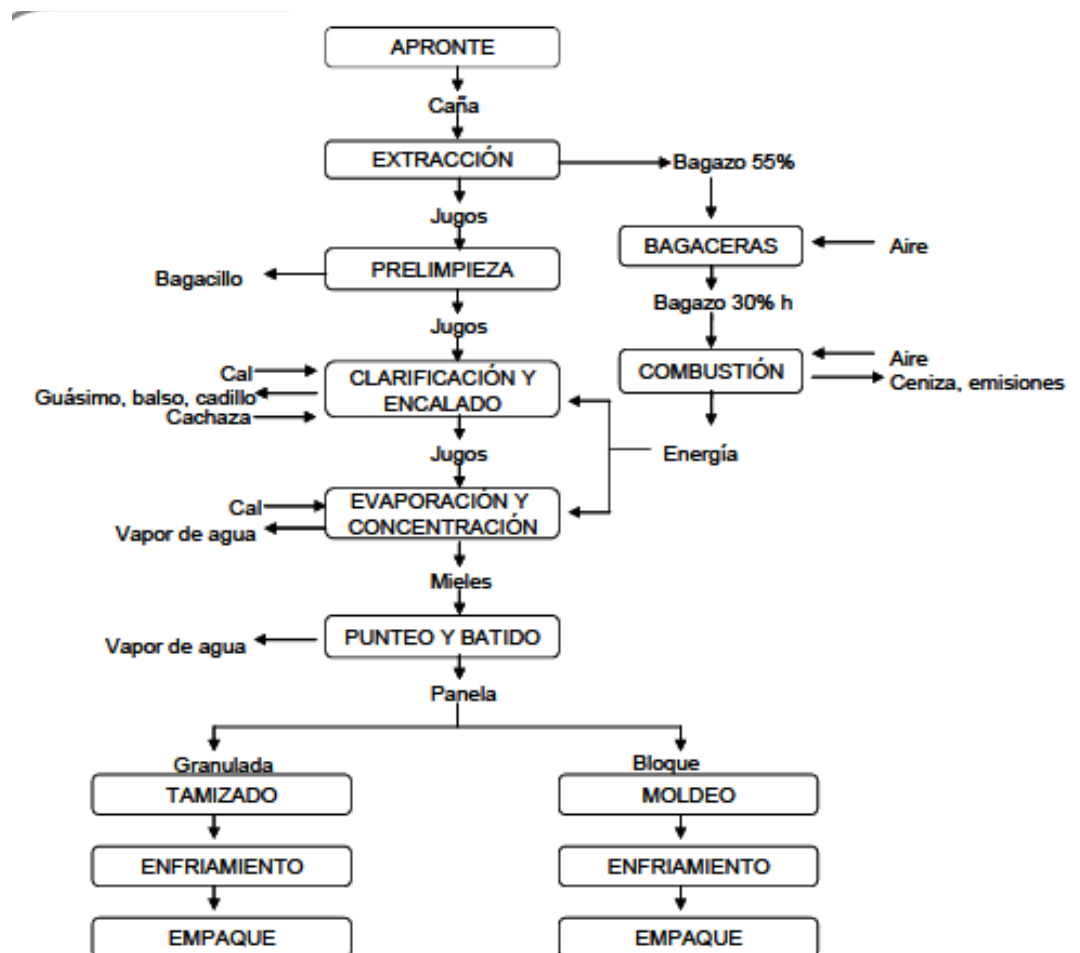 APRONTE
Caña
EXTRACCIÓN
Bagazo 55%
Jugos
BAGACERAS
Aire
PRELIMPIEZA
Bagacillo
Bagazo 30% h
Jugos
Cal
CLARIFICACIÓN Y
ENCALADO
Guásimo, balso, cadillo
Cachaza
COMBUSTIÓN
Aire
Ceniza, emisiones
Jugos
Energía
Cal
EVAPORACIÓN Y
CONCENTRACIÓN
Vapor de agua
Mieles
PUNTEO Y BATIDO
Vapor de agua
Panela
Granulada
Bloque
TAMIZADO
MOLDEO
ENFRIAMIENTO
ENFRIAMIENTO
EMPAQUE
EMPAQUE